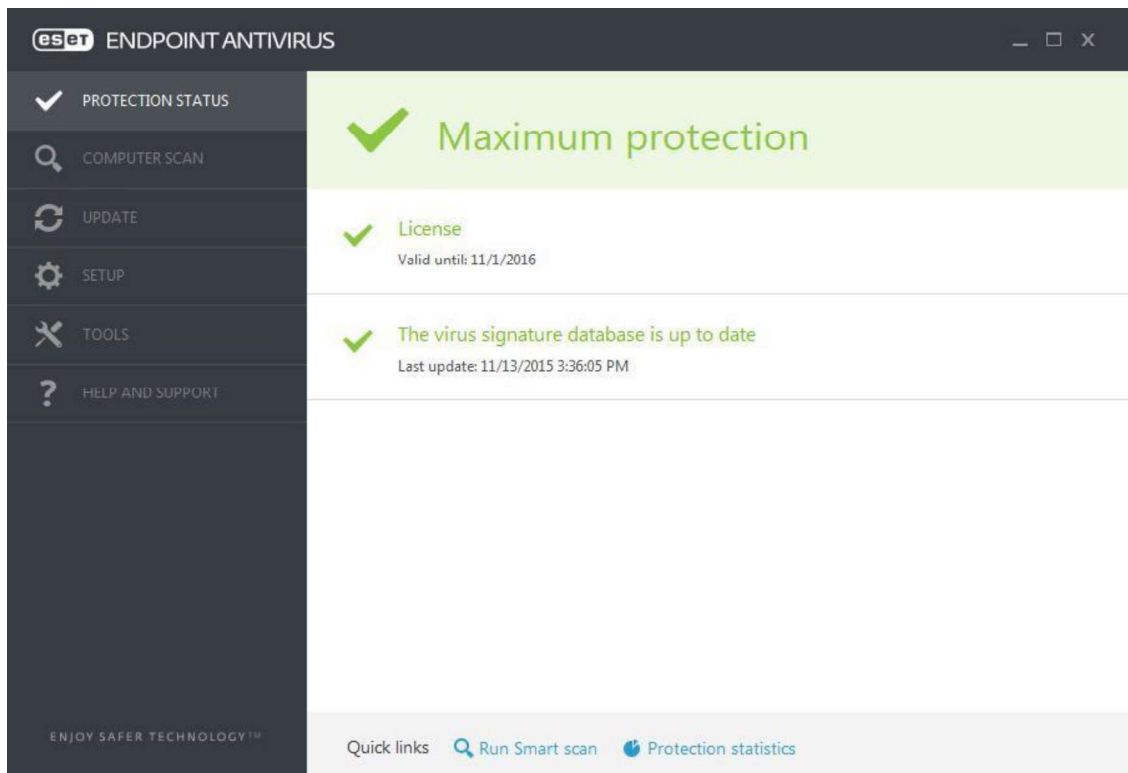 eset ENDPOINT ANTIVIRUS
PROTECTION STATUS
COMPUTER SCAN
UPDATE
SETUP
TOOLS
HELP AND SUPPORT
ENJOY SAFER TECHNOLOGY™
Maximum protection
License
Valid until: 11/1/2016
The virus signature database is up to date
Last update: 11/13/2015 3:36:05 PM
Quick links Run Smart scan Protection statistics